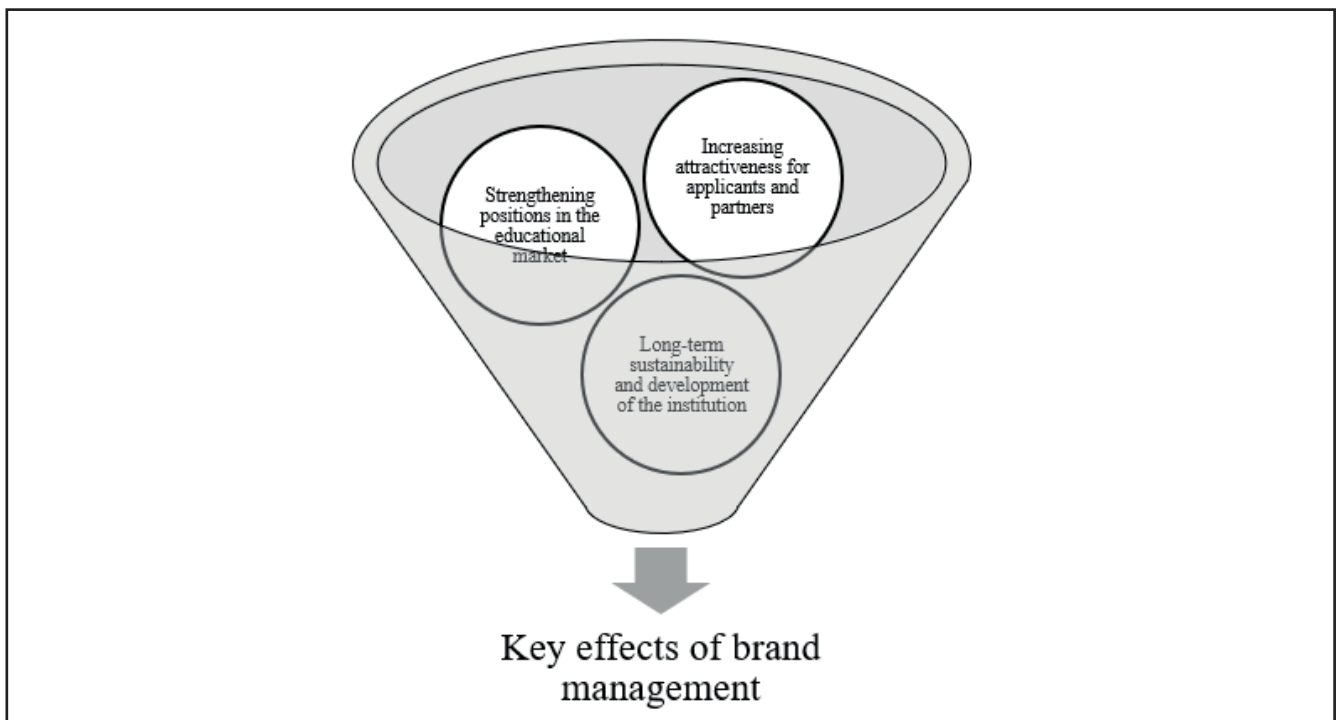 Increasing
attractiveness for
applicants and
partners
Strengthening
positions in the
educational
market
Long-term
sustainability
and development
of the institution
Key effects of brand
management